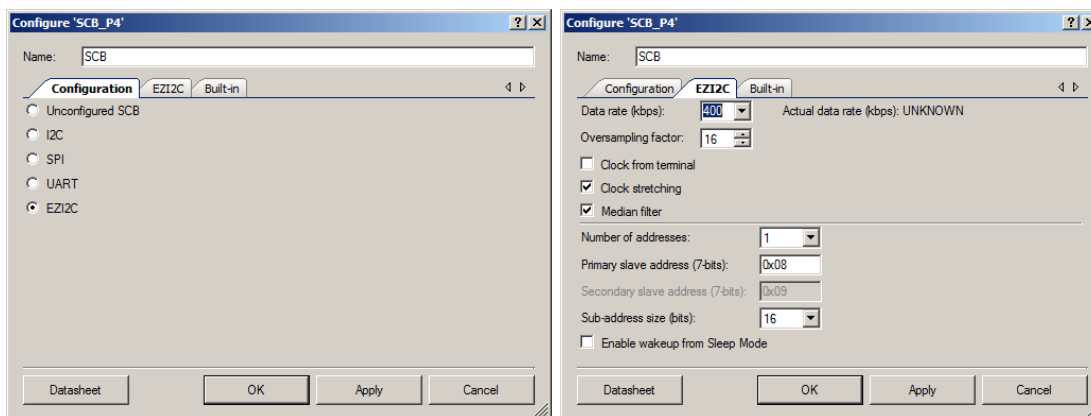 Configure 'SCB_P4'
Name: SCB
Configuration EZI2C Built-in
Unconfigured SCB
I2C
SPI
UART
EZI2C
Datasheet OK Apply Cancel
Configure 'SCB_P4'
Name: SCB
Configuration EZI2C Built-in
Data rate (kbps): 400 Actual data rate (kbps): UNKNOWN
Oversampling factor: 16
Clock from terminal
Clock stretching
Median filter
Number of addresses: 1
Primary slave address (7-bits): 0x08
Secondary slave address (7-bits): 0x09
Sub-address size (bits): 16
Enable wakeup from Sleep Mode
Datasheet OK Apply Cancel